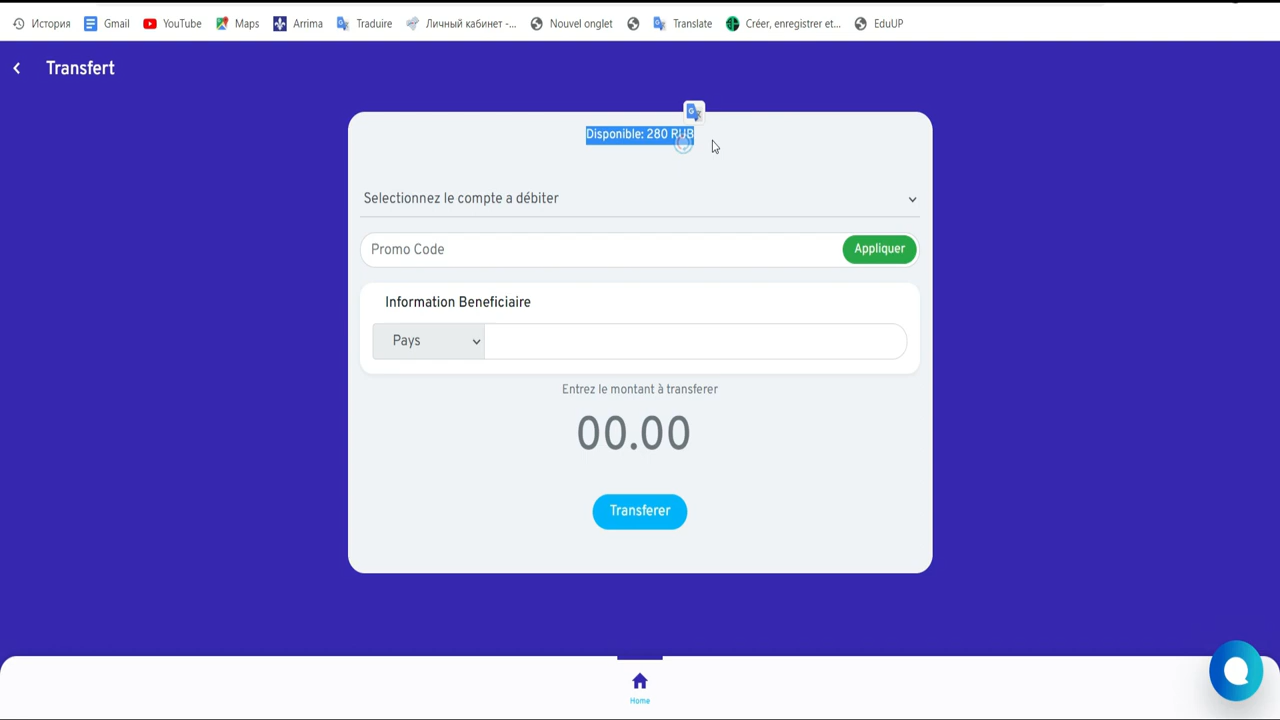 История Gmail YouTube Maps Arrima Traduire Личный кабинет -... Nouvel onglet Translate Créer, enregistrer et... EduUP
Transfert
Disponible: 280 RUB
Selectionnez le compte a débiter
Promo Code Appliquer
Information Beneficiaire
Pays
Entrez le montant à transferer
00.00
Transferer
Home